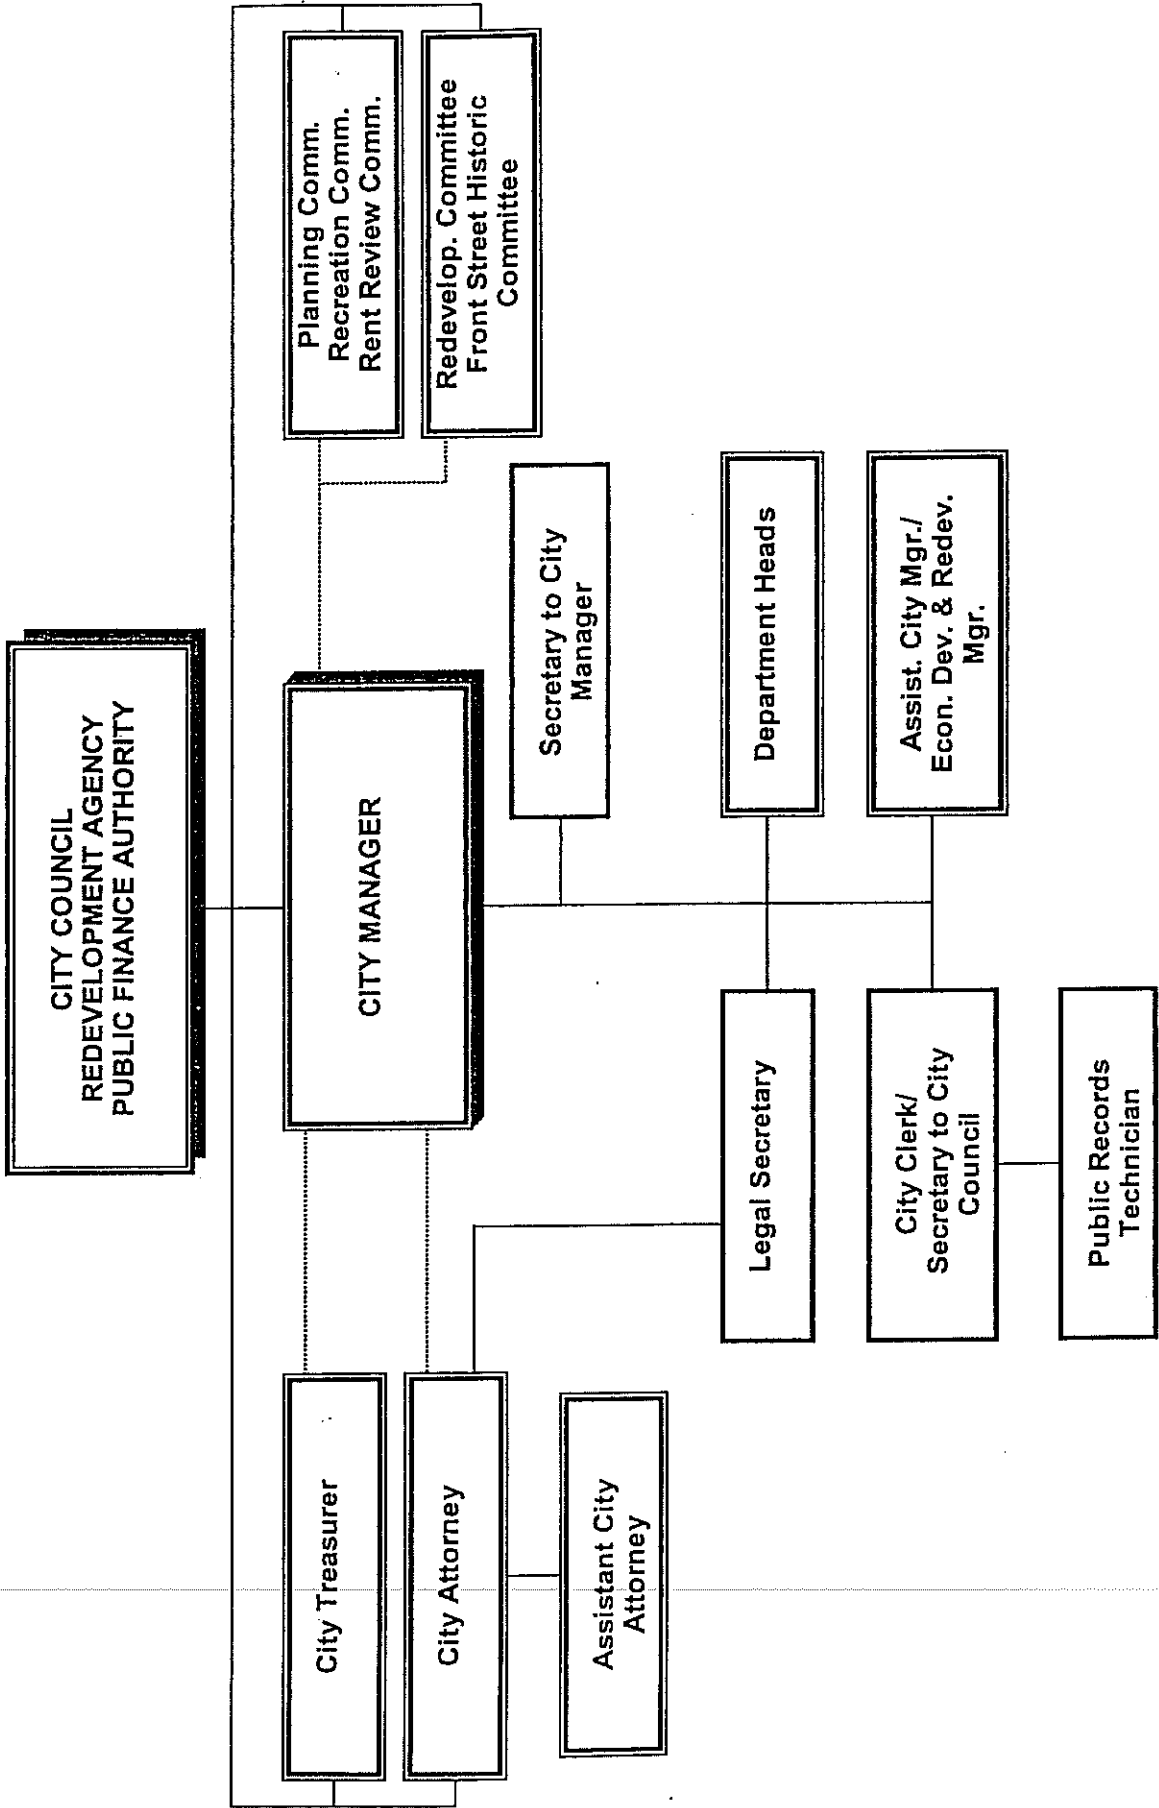 CITY COUNCIL
REDEVELOPMENT AGENCY
PUBLIC FINANCE AUTHORITY
City Treasurer
CITY MANAGER
Planning Comm.
Recreation Comm.
Rent Review Comm.
City Attorney
Redevelop. Committee
Front Street Historic
Committee
Assistant City
Attorney
Secretary to City
Manager
Legal Secretary
Department Heads
City Clerk/
Secretary to City
Council
Assist. City Mgr./
Econ. Dev. & Redev.
Mgr.
Public Records
Technician